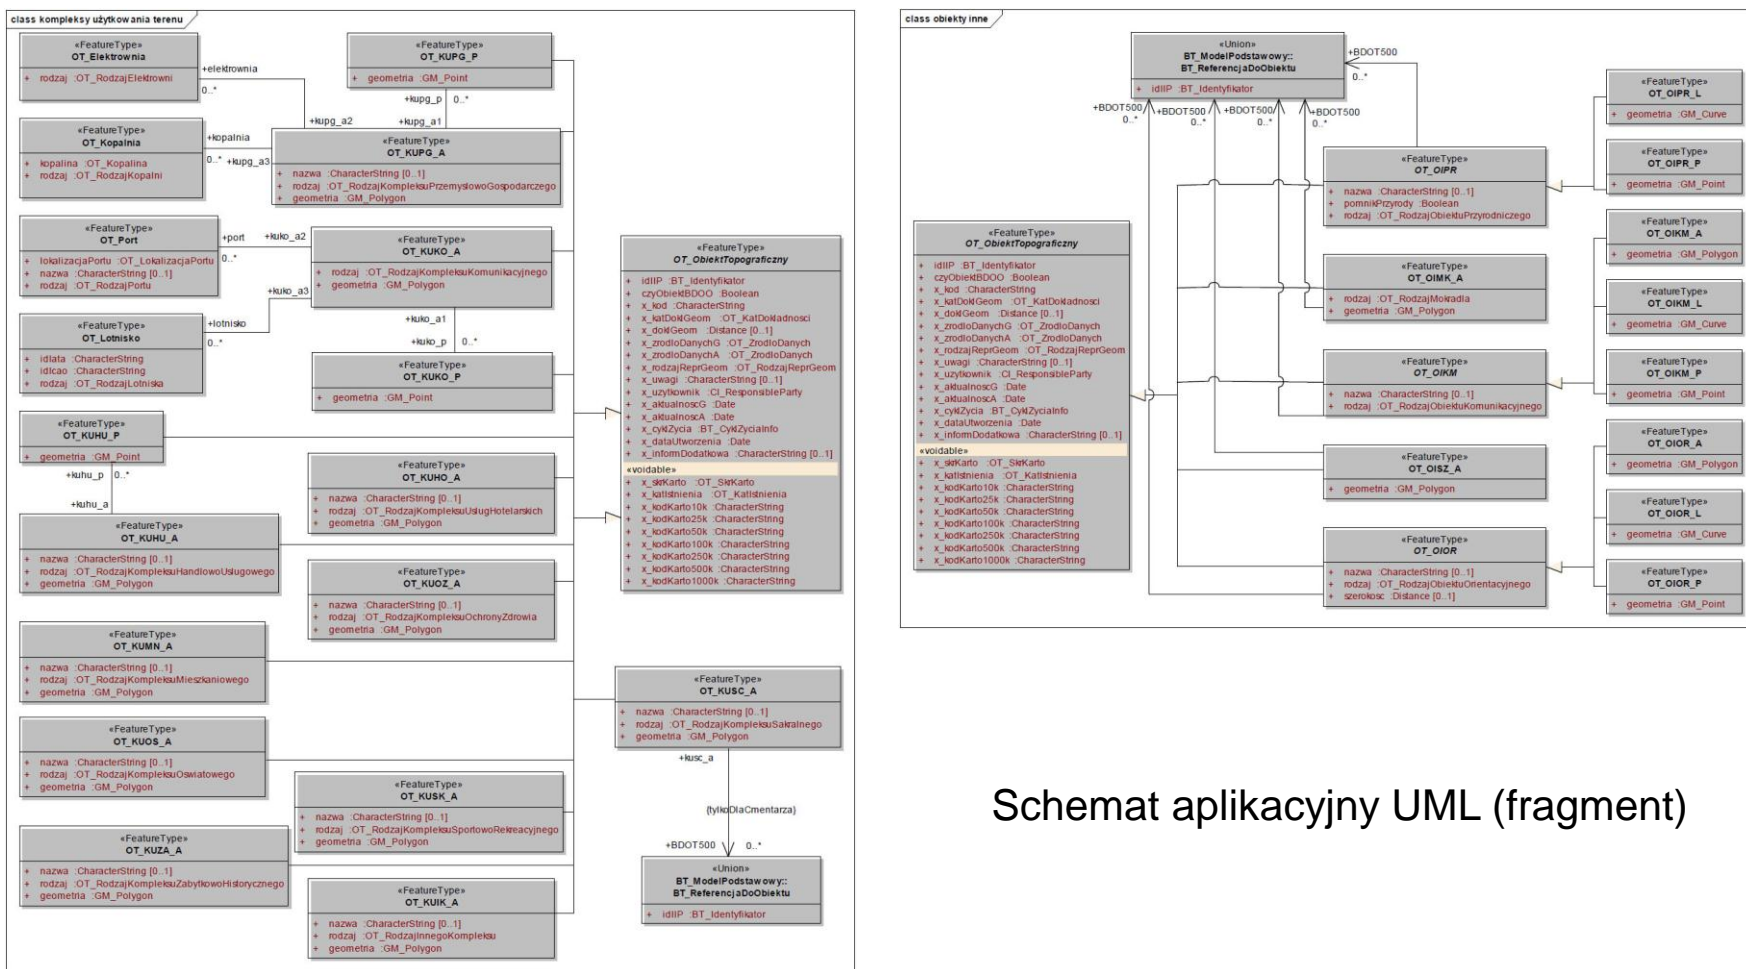 class kompleksy użytkowania terenu
«FeatureType»
OT_Elektrownia
+ rodzaj :OT_RodzajElektrowni
+elektrownia
0..*
«FeatureType»
OT_KUPG_P
+ geometria :GM_Point
+kupg_p 0..*
+kupg_a2
+kupg_a1
«FeatureType»
OT_Kopalnia
+ kopalina :OT_Kopalina
+ rodzaj :OT_RodzajKopalni
+kopalnia
0..* +kupg_a3
«FeatureType»
OT_KUPG_A
+ nazwa :CharacterString [0..1]
+ rodzaj :OT_RodzajKompleksuPrzemyslowoGospodarczego
+ geometria :GM_Polygon
«FeatureType»
OT_Port
+ lokalizacjaPortu :OT_LokalizacjaPortu
+ nazwa :CharacterString [0..1]
+ rodzaj :OT_RodzajPortu
+port +kuko_a2
0..*
«FeatureType»
OT_KUKO_A
+ rodzaj :OT_RodzajKompleksuKomunikacyjnego
+ geometria :GM_Polygon
+kuko_a3
+lotnisko
0..*
«FeatureType»
OT_Lotnisko
+ idIata :CharacterString
+ idIcao :CharacterString
+ rodzaj :OT_RodzajLotniska
+kuko_a1
+kuko_p 0..*
«FeatureType»
OT_KUKO_P
+ geometria :GM_Point
«FeatureType»
OT_KUHU_P
+ geometria :GM_Point
+kuhu_p 0..*
+kuhu_a
«FeatureType»
OT_KUHO_A
+ nazwa :CharacterString [0..1]
+ rodzaj :OT_RodzajKompleksuUslugHotelarskich
+ geometria :GM_Polygon
«FeatureType»
OT_KUHU_A
+ nazwa :CharacterString [0..1]
+ rodzaj :OT_RodzajKompleksuHandlowoUslugowego
+ geometria :GM_Polygon
«FeatureType»
OT_KUOZ_A
+ nazwa :CharacterString [0..1]
+ rodzaj :OT_RodzajKompleksuOchronyZdrowia
+ geometria :GM_Polygon
«FeatureType»
OT_KUMN_A
+ nazwa :CharacterString [0..1]
+ rodzaj :OT_RodzajKompleksuMieszkaniowego
+ geometria :GM_Polygon
«FeatureType»
OT_KUOS_A
+ nazwa :CharacterString [0..1]
+ rodzaj :OT_RodzajKompleksuOswiatowego
+ geometria :GM_Polygon
«FeatureType»
OT_KUSK_A
+ nazwa :CharacterString [0..1]
+ rodzaj :OT_RodzajKompleksuSportowoRekreacyjnego
+ geometria :GM_Polygon
«FeatureType»
OT_KUZA_A
+ nazwa :CharacterString [0..1]
+ rodzaj :OT_RodzajKompleksuZabytkowoHistorycznego
+ geometria :GM_Polygon
«FeatureType»
OT_KUIK_A
+ nazwa :CharacterString [0..1]
+ rodzaj :OT_RodzajInnegoKompleksu
+ geometria :GM_Polygon
«FeatureType»
OT_ObiektTopograficzny
+ idIIP :BT_Identyfikator
+ czyObiektBDOO :Boolean
+ x_kod :CharacterString
+ x_katDoklGeom :OT_KatDokladnosci
+ x_doklGeom :Distance [0..1]
+ x_zrodloDanychG :OT_ZrodloDanych
+ x_zrodloDanychA :OT_ZrodloDanych
+ x_rodzajReprGeom :OT_RodzajReprGeom
+ x_uwagi :CharacterString [0..1]
+ x_uzytkownik :CI_ResponsibleParty
+ x_aktualnoscG :Date
+ x_aktualnoscA :Date
+ x_cyklZycia :BT_CyklZyciaInfo
+ x_dataUtworzenia :Date
+ x_informDodatkowa :CharacterString [0..1]
«voidable»
+ x_skrKarto :OT_SkrKarto
+ x_katIstnienia :OT_KatIstnienia
+ x_kodKarto10k :CharacterString
+ x_kodKarto25k :CharacterString
+ x_kodKarto50k :CharacterString
+ x_kodKarto100k :CharacterString
+ x_kodKarto250k :CharacterString
+ x_kodKarto500k :CharacterString
+ x_kodKarto1000k :CharacterString
«FeatureType»
OT_KUSC_A
+ nazwa :CharacterString [0..1]
+ rodzaj :OT_RodzajKompleksuSakralnego
+ geometria :GM_Polygon
+kusc_a
{tylkoDlaCmentarza}
+BDOT500 0..*
«Union»
BT_ModelPodstawowy::
BT_ReferencjaDoObiektu
+ idIIP :BT_Identyfikator
class obiekty inne
«Union»
BT_ModelPodstawowy::
BT_ReferencjaDoObiektu
+ idIIP :BT_Identyfikator
+BDOT500
0..*
+BDOT500
0..*
+BDOT500
0..*
+BDOT500
0..*
+BDOT500
0..*
«FeatureType»
OT_ObiektTopograficzny
+ idIIP :BT_Identyfikator
+ czyObiektBDOO :Boolean
+ x_kod :CharacterString
+ x_katDoklGeom :OT_KatDokladnosci
+ x_doklGeom :Distance [0..1]
+ x_zrodloDanychG :OT_ZrodloDanych
+ x_zrodloDanychA :OT_ZrodloDanych
+ x_rodzajReprGeom :OT_RodzajReprGeom
+ x_uwagi :CharacterString [0..1]
+ x_uzytkownik :CI_ResponsibleParty
+ x_aktualnoscG :Date
+ x_aktualnoscA :Date
+ x_cyklZycia :BT_CyklZyciaInfo
+ x_dataUtworzenia :Date
+ x_informDodatkowa :CharacterString [0..1]
«voidable»
+ x_skrKarto :OT_SkrKarto
+ x_katIstnienia :OT_KatIstnienia
+ x_kodKarto10k :CharacterString
+ x_kodKarto25k :CharacterString
+ x_kodKarto50k :CharacterString
+ x_kodKarto100k :CharacterString
+ x_kodKarto250k :CharacterString
+ x_kodKarto500k :CharacterString
+ x_kodKarto1000k :CharacterString
«FeatureType»
OT_OIPR
+ nazwa :CharacterString [0..1]
+ pomnikPrzyrody :Boolean
+ rodzaj :OT_RodzajObiektuPrzyrodniczego
«FeatureType»
OT_OIMK_A
+ rodzaj :OT_RodzajMokradla
+ geometria :GM_Polygon
«FeatureType»
OT_OIKM
+ nazwa :CharacterString [0..1]
+ rodzaj :OT_RodzajObiektuKomunikacyjnego
«FeatureType»
OT_OISZ_A
+ geometria :GM_Polygon
«FeatureType»
OT_OIOR
+ nazwa :CharacterString [0..1]
+ rodzaj :OT_RodzajObiektuOrientacyjnego
+ szerokosc :Distance [0..1]
«FeatureType»
OT_OIPR_L
+ geometria :GM_Curve
«FeatureType»
OT_OIPR_P
+ geometria :GM_Point
«FeatureType»
OT_OIKM_A
+ geometria :GM_Polygon
«FeatureType»
OT_OIKM_L
+ geometria :GM_Curve
«FeatureType»
OT_OIKM_P
+ geometria :GM_Point
«FeatureType»
OT_OIOR_A
+ geometria :GM_Polygon
«FeatureType»
OT_OIOR_L
+ geometria :GM_Curve
«FeatureType»
OT_OIOR_P
+ geometria :GM_Point
Schemat aplikacyjny UML (fragment)